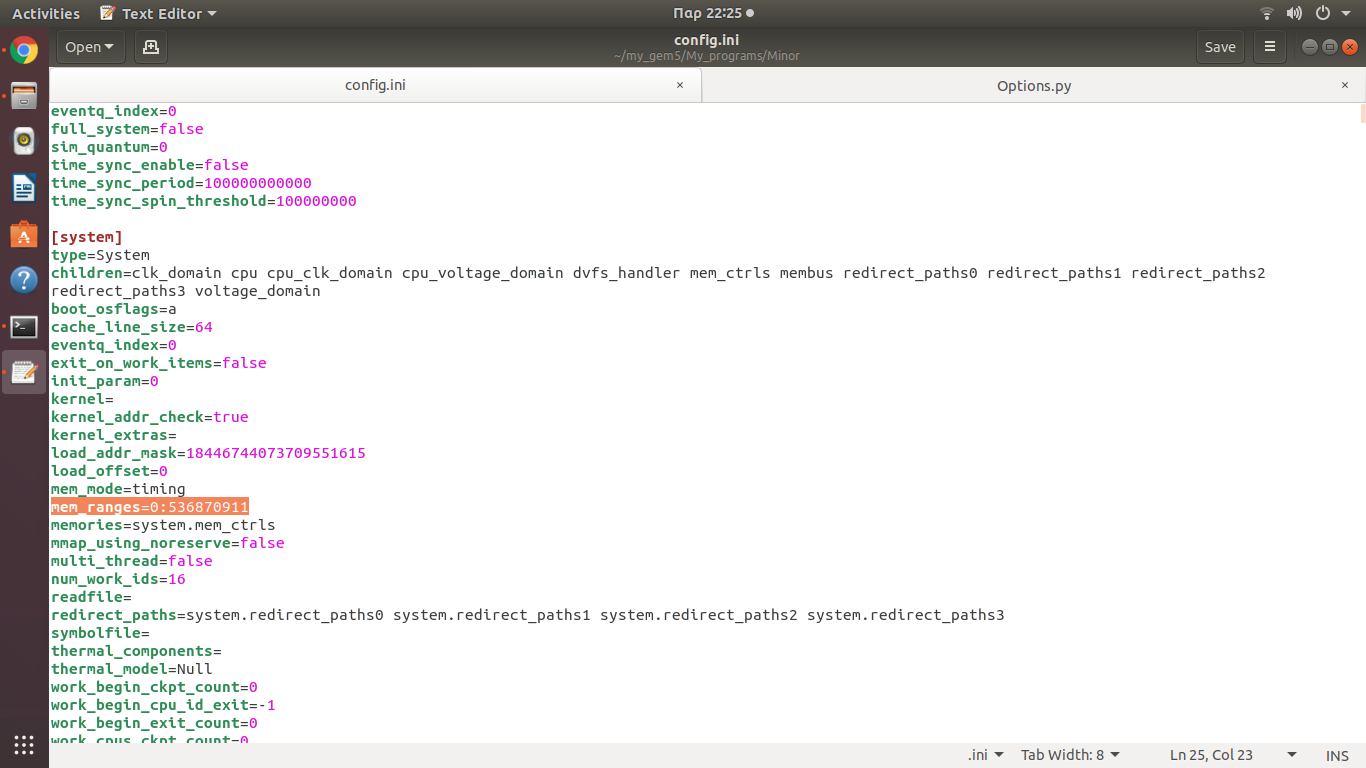 Activities Text Editor Παρ 22:25
Open config.ini Save
~/my_gem5/My_programs/Minor
config.ini × Options.py ×
eventq_index=0
full_system=false
sim_quantum=0
time_sync_enable=false
time_sync_period=100000000000
time_sync_spin_threshold=100000000
[system]
type=System
children=clk_domain cpu cpu_clk_domain cpu_voltage_domain dvfs_handler mem_ctrls membus redirect_paths0 redirect_paths1 redirect_paths2
redirect_paths3 voltage_domain
boot_osflags=a
cache_line_size=64
eventq_index=0
exit_on_work_items=false
init_param=0
kernel=
kernel_addr_check=true
kernel_extras=
load_addr_mask=18446744073709551615
load_offset=0
mem_mode=timing
mem_ranges=0:536870911
memories=system.mem_ctrls
mmap_using_noreserve=false
multi_thread=false
num_work_ids=16
readfile=
redirect_paths=system.redirect_paths0 system.redirect_paths1 system.redirect_paths2 system.redirect_paths3
symbolfile=
thermal_components=
thermal_model=Null
work_begin_ckpt_count=0
work_begin_cpu_id_exit=-1
work_begin_exit_count=0
work_cpus_ckpt_count=0
.ini Tab Width: 8 Ln 25, Col 23 INS